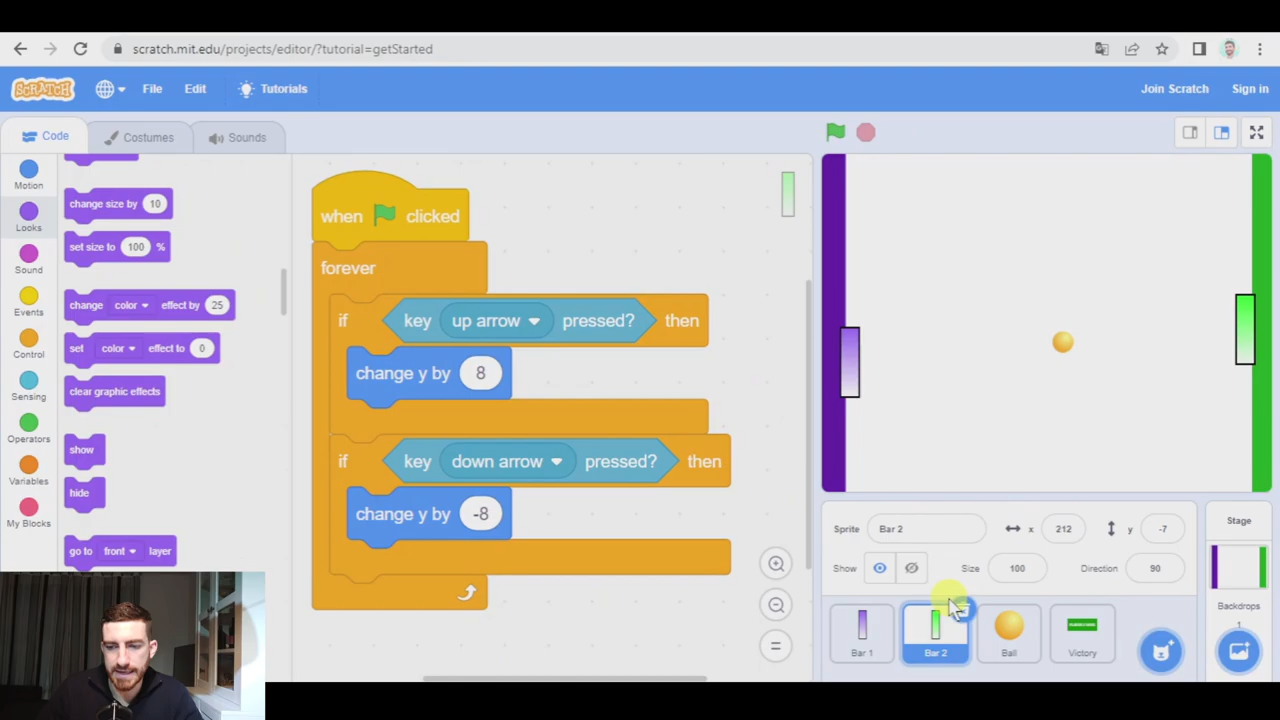 scratch.mit.edu/projects/editor/?tutorial=getStarted
SCRATCH
File
Edit
Tutorials
Join Scratch
Sign in
Code
Costumes
Sounds
Motion
Looks
Sound
Events
Control
Sensing
Operators
Variables
My Blocks
change size by 10
set size to 100 %
change color effect by 25
set color effect to 0
clear graphic effects
show
hide
go to front layer
when clicked
forever
if key up arrow pressed? then
change y by 8
if key down arrow pressed? then
change y by -8
Sprite Bar 2 x 212 y -7
Show Size 100 Direction 90
Bar 1
Bar 2
Ball
Victory
Stage
Backdrops
1